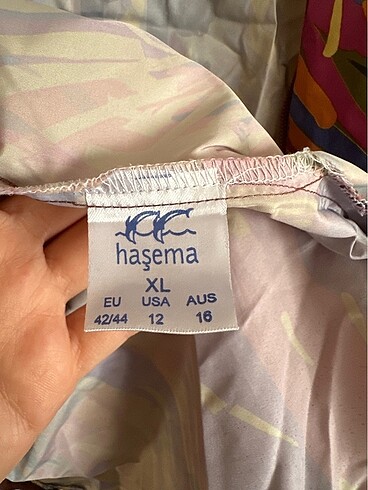 haşema
XL
EU USA AUS
42/44 12 16